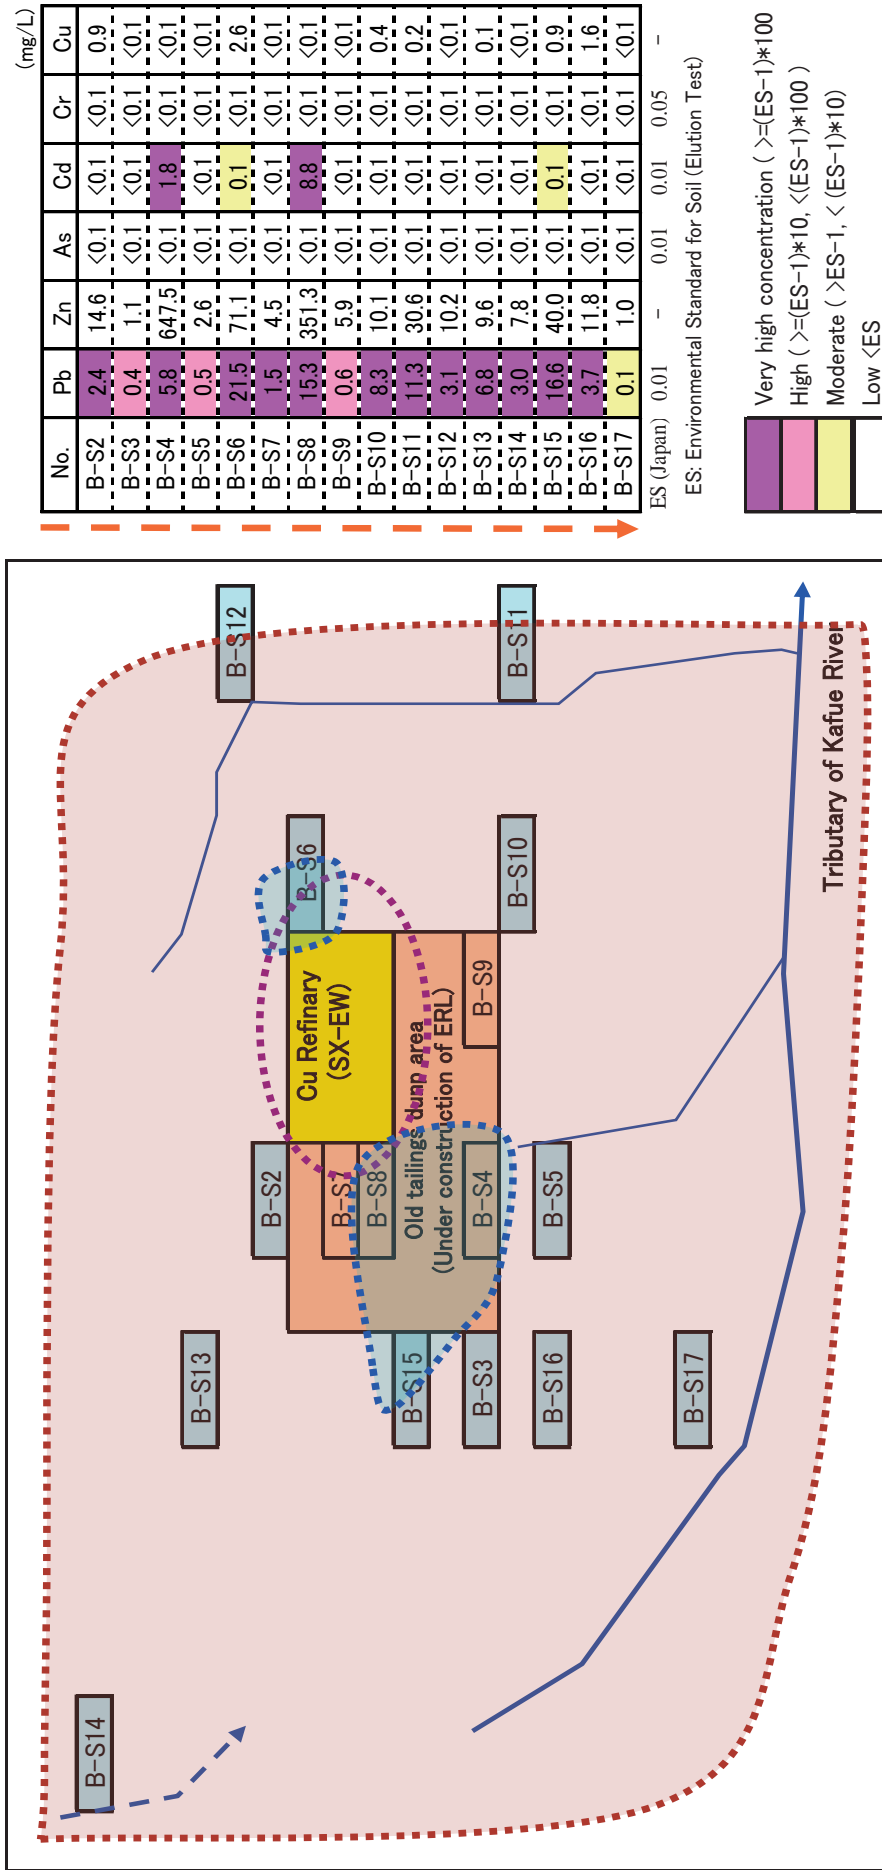 (mg/L)
No. Pb Zn As Cd Cr Cu
B-S2 2.4 14.6 <0.1 <0.1 <0.1 0.9
B-S3 0.4 1.1 <0.1 <0.1 <0.1 <0.1
B-S4 5.8 647.5 <0.1 1.8 <0.1 <0.1
B-S5 0.5 2.6 <0.1 <0.1 <0.1 <0.1
B-S6 21.5 71.1 <0.1 0.1 <0.1 2.6
B-S7 1.5 4.5 <0.1 <0.1 <0.1 <0.1
B-S8 15.3 351.3 <0.1 8.8 <0.1 <0.1
B-S9 0.6 5.9 <0.1 <0.1 <0.1 <0.1
B-S10 8.3 10.1 <0.1 <0.1 <0.1 0.4
B-S11 11.3 30.6 <0.1 <0.1 <0.1 0.2
B-S12 3.1 10.2 <0.1 <0.1 <0.1 <0.1
B-S13 6.8 9.6 <0.1 <0.1 <0.1 0.1
B-S14 3.0 7.8 <0.1 <0.1 <0.1 <0.1
B-S15 16.6 40.0 <0.1 0.1 <0.1 0.9
B-S16 3.7 11.8 <0.1 <0.1 <0.1 1.6
B-S17 0.1 1.0 <0.1 <0.1 <0.1 <0.1
ES (Japan) 0.01 - 0.01 0.01 0.05 -
ES: Environmental Standard for Soil (Elution Test)
Very high concentration ( >=(ES-1)*100
High ( >=(ES-1)*10, <(ES-1)*100 )
Moderate ( >ES-1, < (ES-1)*10)
Low <ES
B-S14
B-S13
B-S12
B-S2
B-S6
Cu Refinary
(SX-EW)
B-S7
B-S8
B-S15
Old tailings dunp area
(Under construction of ERL)
B-S3
B-S4
B-S9
B-S16
B-S5
B-S10
B-S11
B-S17
Tributary of Kafue River